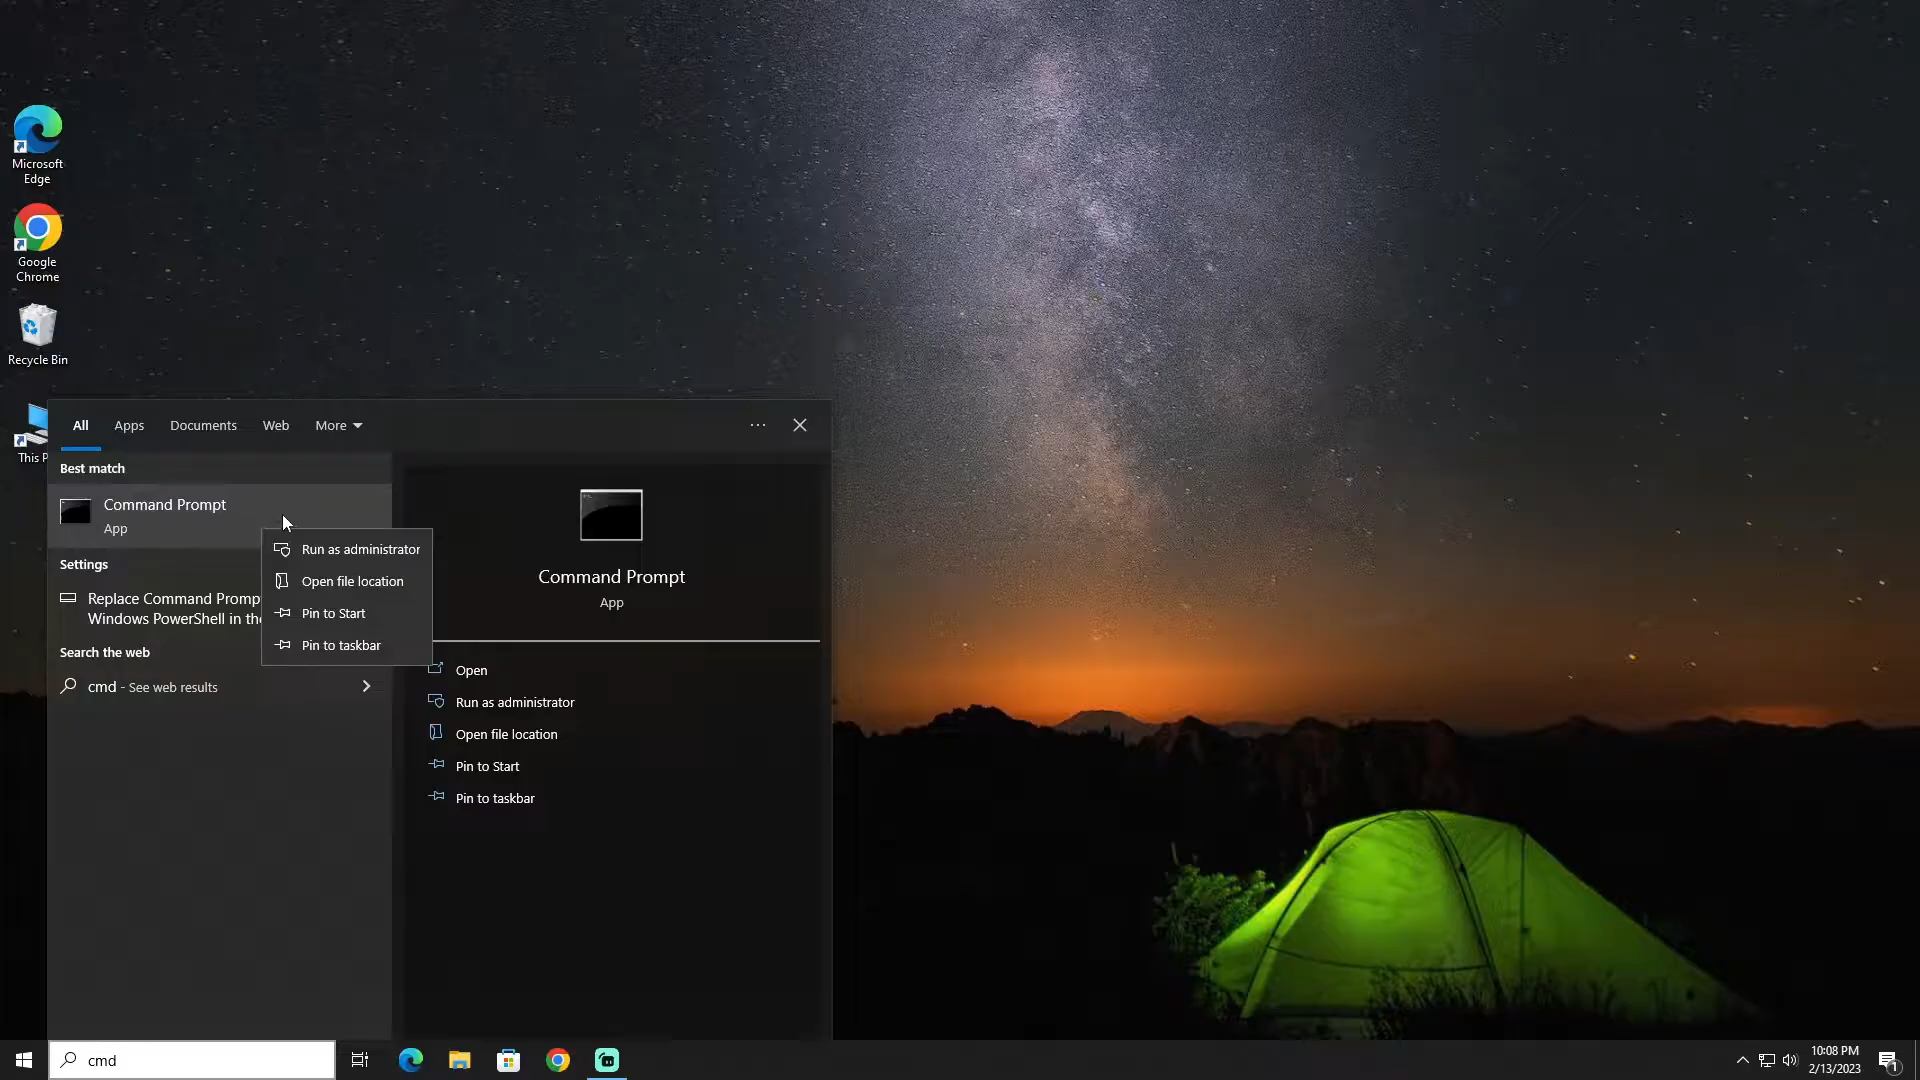 Microsoft
Edge
Google
Chrome
Recycle Bin
This P
All
Apps
Documents
Web
More
Best match
Command Prompt
App
Settings
Replace Command Promp
Windows PowerShell in the
Search the web
cmd - See web results
Run as administrator
Open file location
Pin to Start
Pin to taskbar
Command Prompt
App
Open
Run as administrator
Open file location
Pin to Start
Pin to taskbar
cmd
10:08 PM
2/13/2023
1